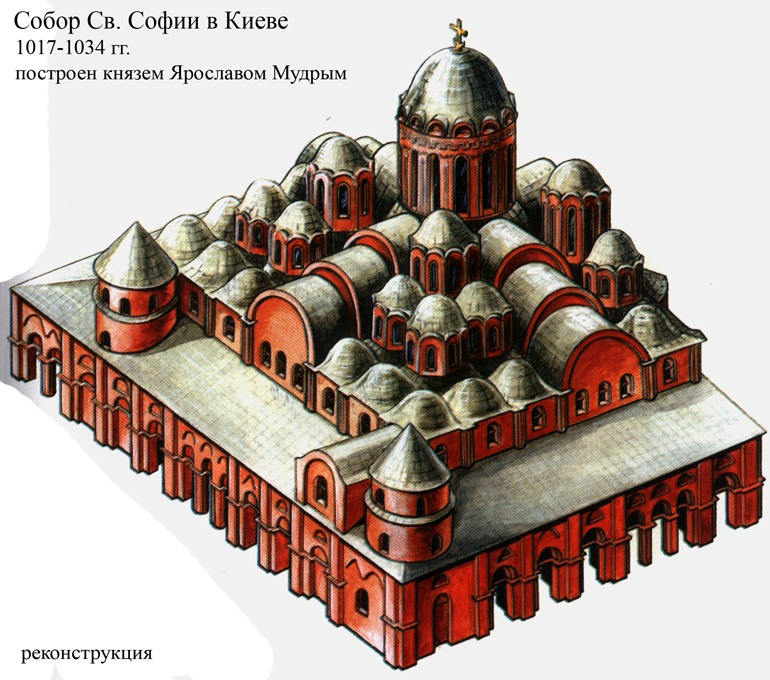 Собор Св. Софии в Киеве
1017-1034 гг.
построен князем Ярославом Мудрым
реконструкция